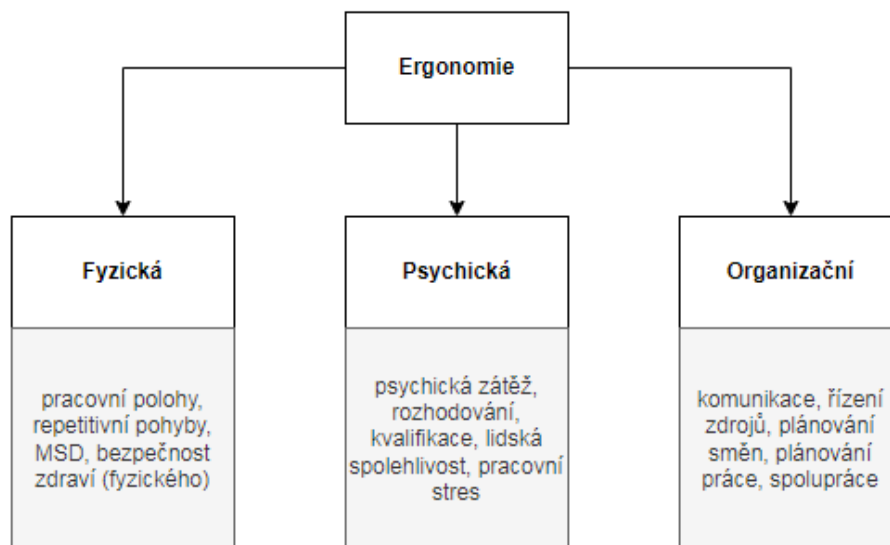 Ergonomie
Fyzická
pracovní polohy,
repetitivní pohyby,
MSD, bezpečnost
zdraví (fyzického)
Psychická
psychická zátěž,
rozhodování,
kvalifikace, lidská
spolehlivost, pracovní
stres
Organizační
komunikace, řízení
zdrojů, plánování
směn, plánování
práce, spolupráce